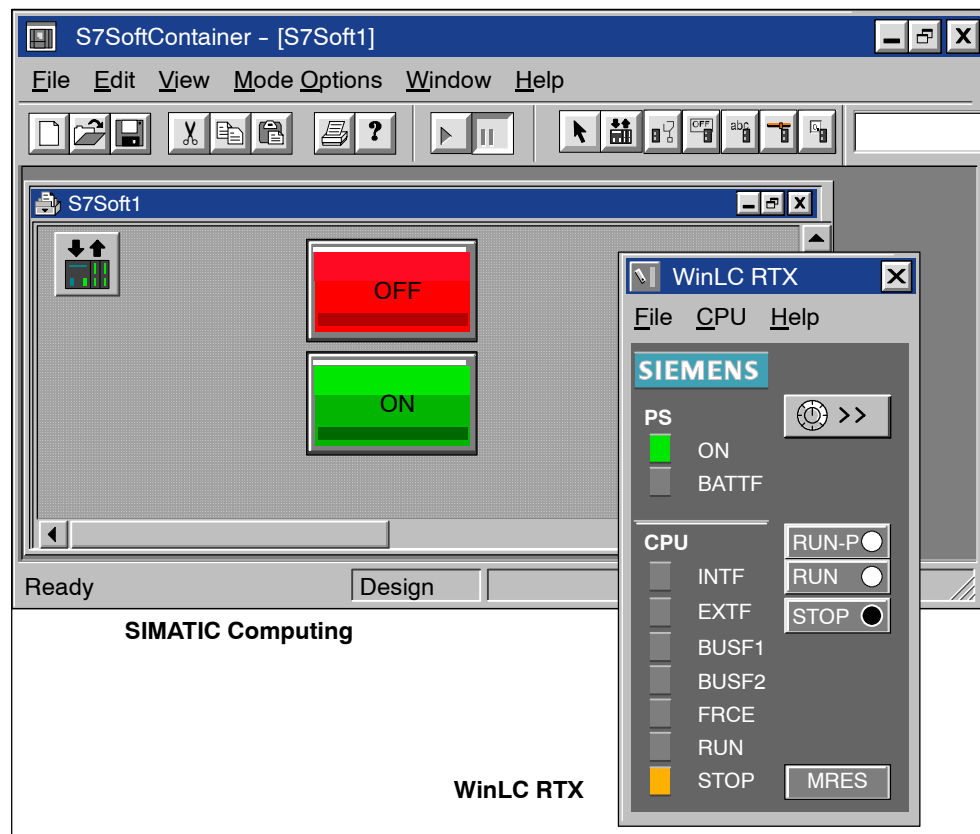 S7SoftContainer - [S7Soft1]
File Edit View Mode Options Window Help
?
OFF
abc
S7Soft1
OFF
ON
WinLC RTX
File CPU Help
SIEMENS
>>
PS
ON
BATTF
CPU
RUN-P
INTF
RUN
EXTF
STOP
BUSF1
BUSF2
FRCE
RUN
STOP
MRES
Ready
Design
SIMATIC Computing
WinLC RTX